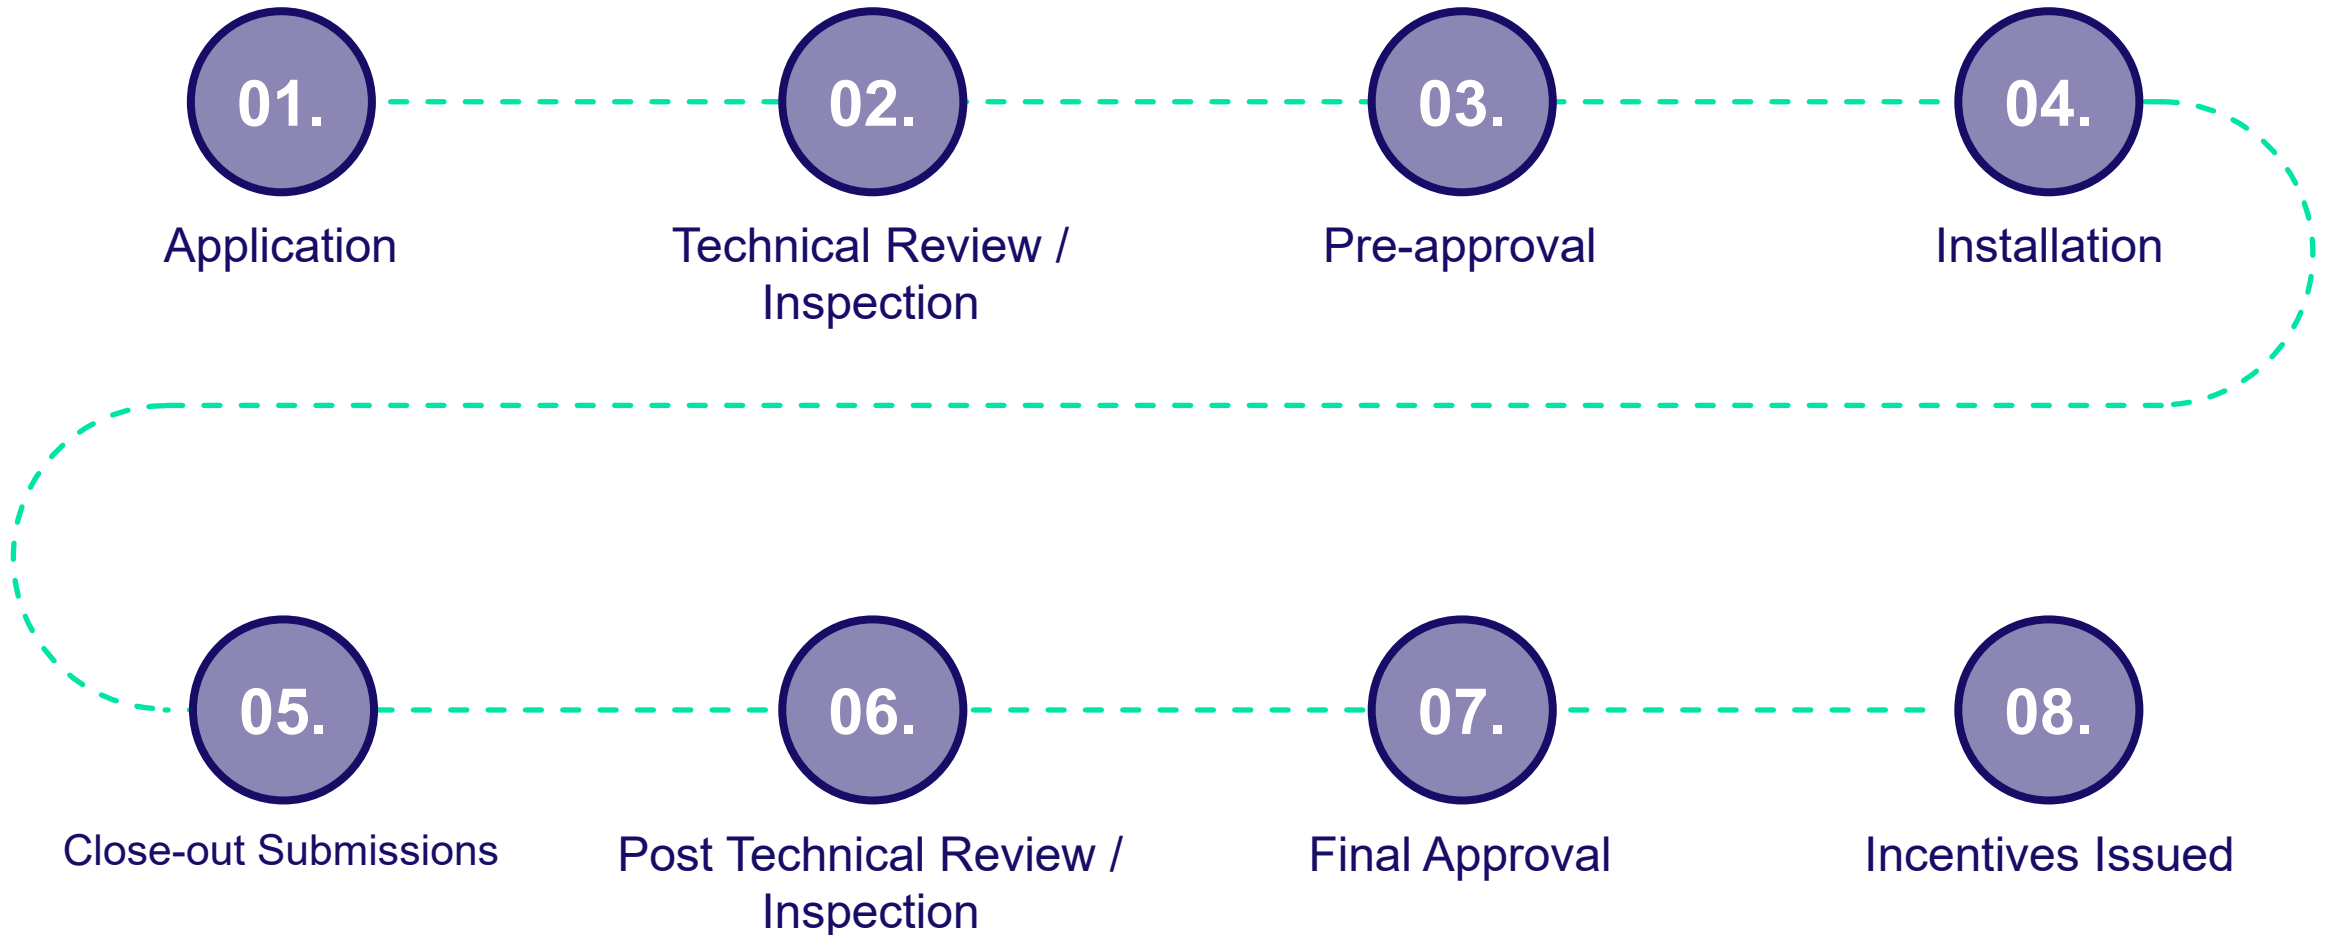 01.
02.
03.
04.
Application
Technical Review /
Inspection
Pre-approval
Installation
05.
06.
07.
08.
Close-out Submissions
Post Technical Review /
Inspection
Final Approval
Incentives Issued